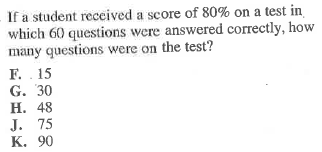 If a student received a score of 80% on a test in
which 60 questions were answered correctly, how
many questions were on the test?
F. 15
G. 30
H. 48
J. 75
K. 90